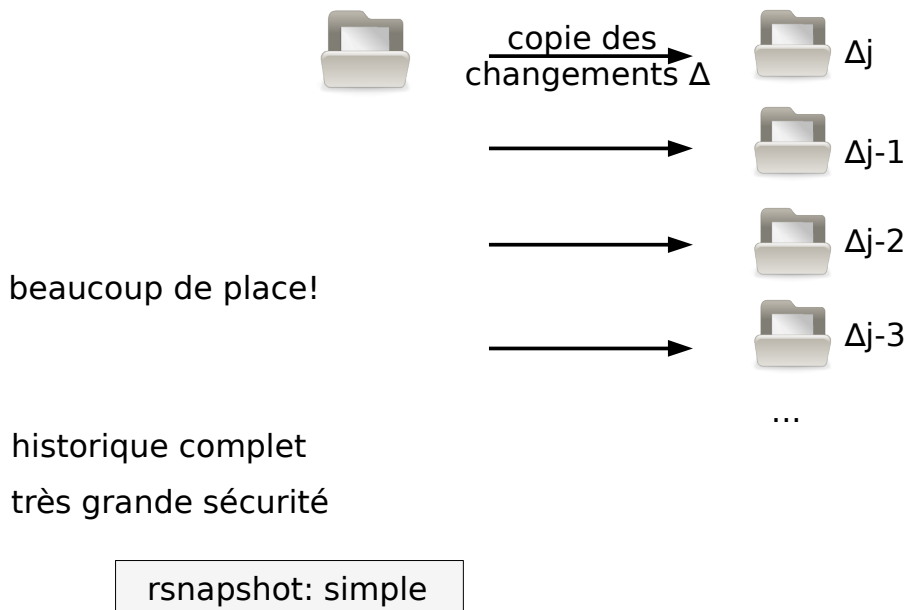 copie des
changements Δ
Δj
Δj-1
Δj-2
beaucoup de place!
Δj-3
...
historique complet
très grande sécurité
rsnapshot: simple